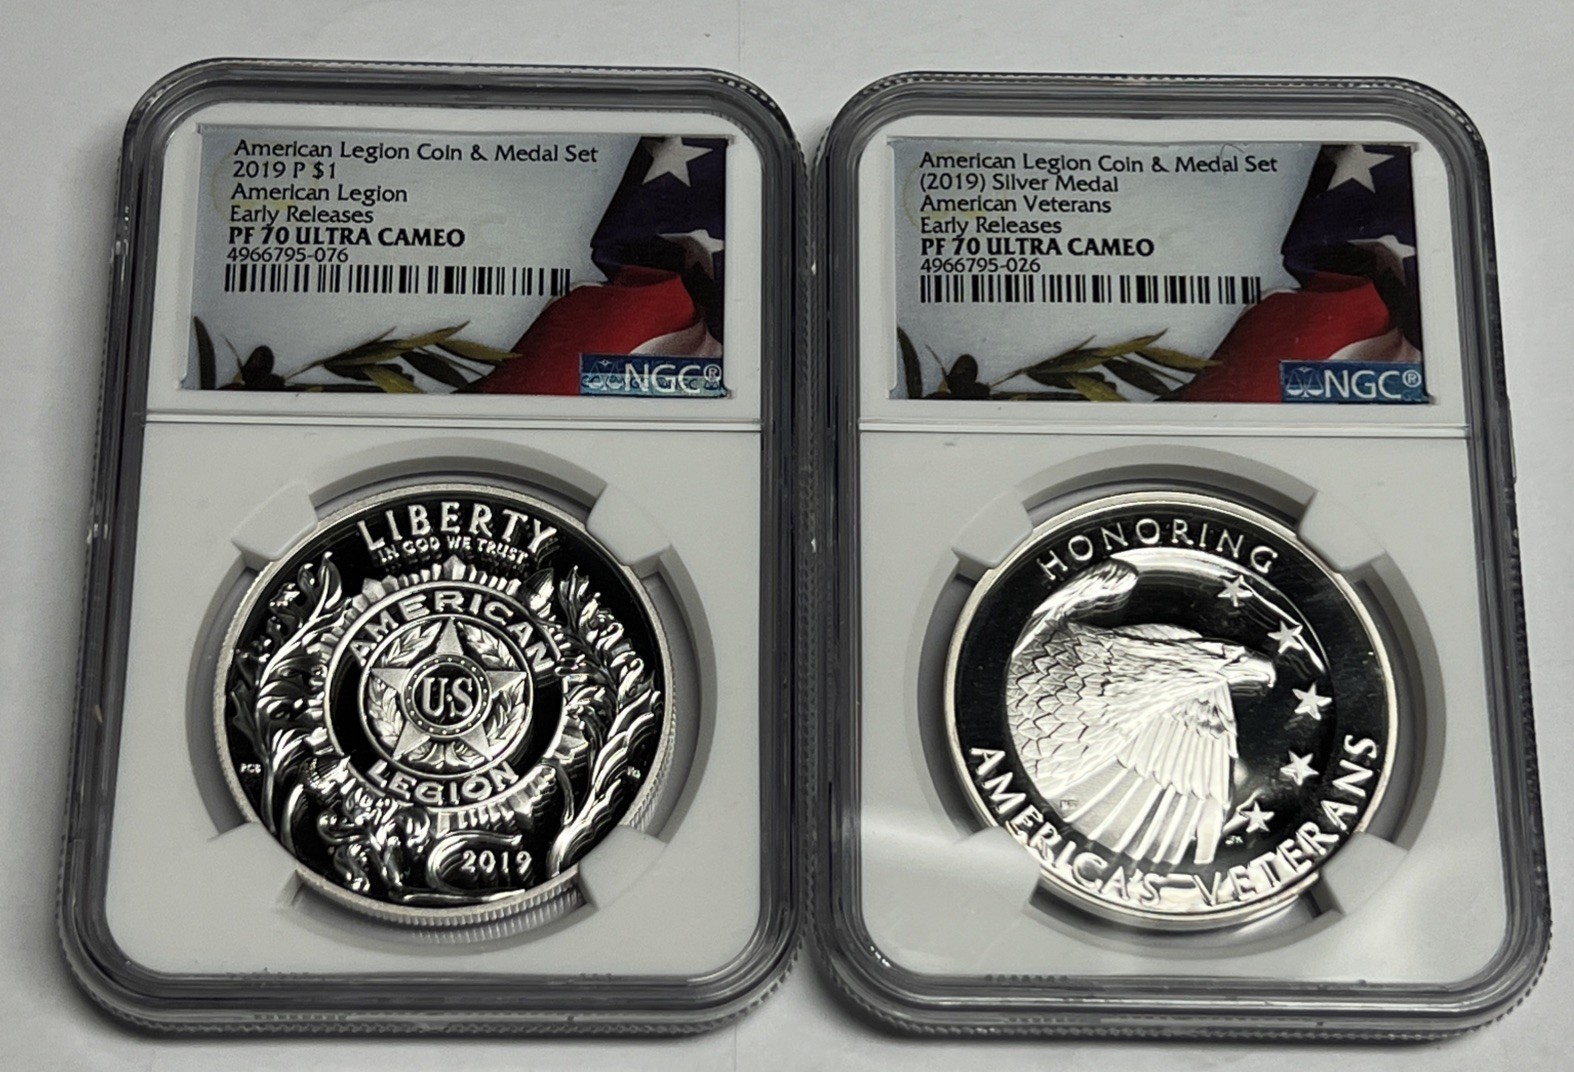 American Legion Coin & Medal Set
2019 P $1
American Legion
Early Releases
PF 70 ULTRA CAMEO
4966795-076
NGC®
LIBERTY
IN GOD WE TRUST
AMERICAN
U·S
LEGION
2019
American Legion Coin & Medal Set
(2019) Silver Medal
American Veterans
Early Releases
PF 70 ULTRA CAMEO
4966795-026
NGC®
HONORING
AMERICA'S VETERANS